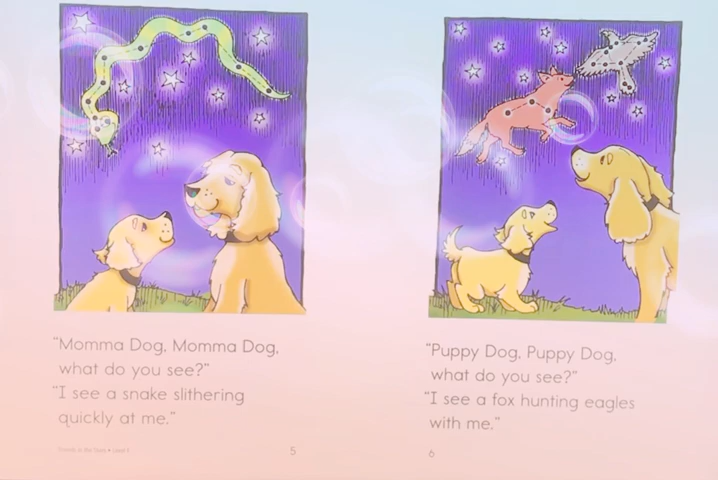 "Momma Dog, Momma Dog,
what do you see?"
"I see a snake slithering
quickly at me."
5
"Puppy Dog, Puppy Dog,
what do you see?"
"I see a fox hunting eagles
with me."
6